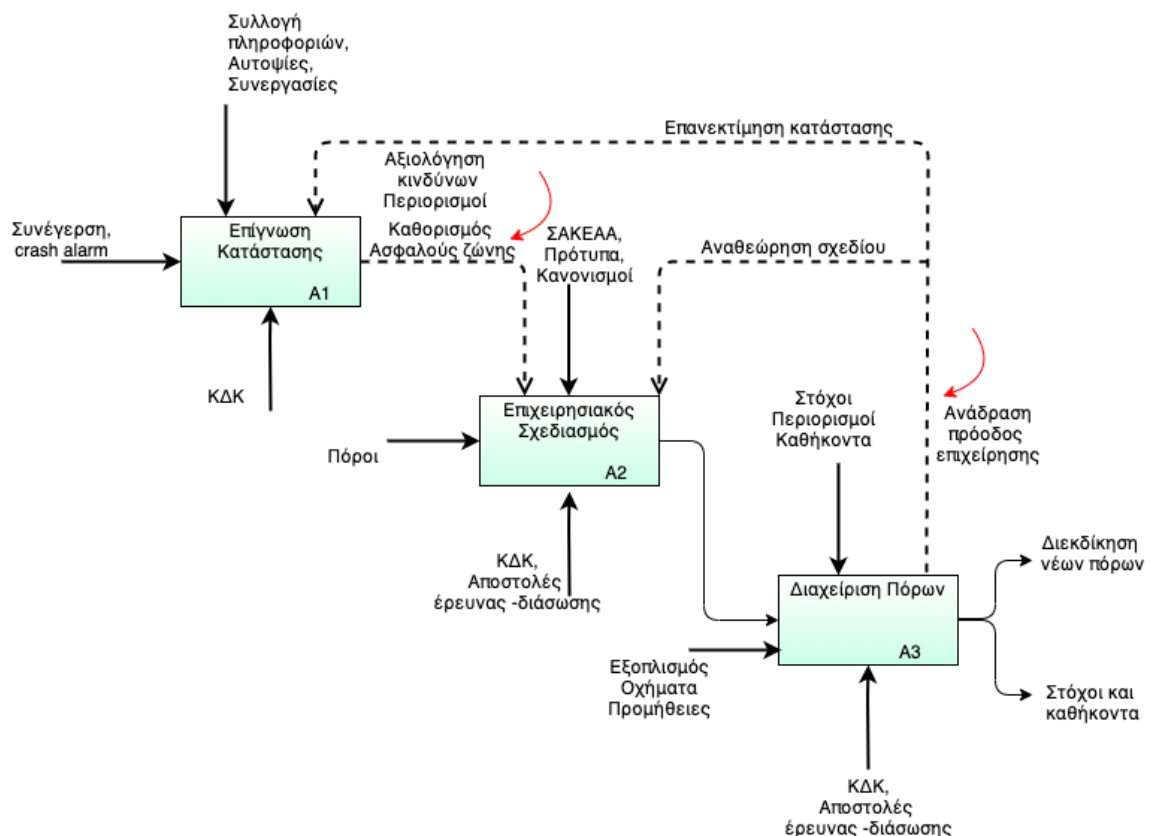 Συλλογή
πληροφοριών,
Αυτοψίες,
Συνεργασίες
Επανεκτίμηση κατάστασης
Αξιολόγηση
κινδύνων
Περιορισμοί
Συνέγερση,
crash alarm
Επίγνωση
Κατάστασης
A1
Καθορισμός
Ασφαλούς ζώνης
ΣΑΚΕΑΑ,
Πρότυπα,
Κανονισμοί
Αναθεώρηση σχεδίου
ΚΔΚ
Πόροι
Επιχειρησιακός
Σχεδιασμός
A2
Στόχοι
Περιορισμοί
Καθήκοντα
Ανάδραση
πρόοδος
επιχείρησης
ΚΔΚ,
Αποστολές
έρευνας -διάσωσης
Διαχείριση Πόρων
A3
Διεκδίκηση
νέων πόρων
Εξοπλισμός
Οχήματα
Προμήθειες
Στόχοι και
καθήκοντα
ΚΔΚ,
Αποστολές
έρευνας -διάσωσης